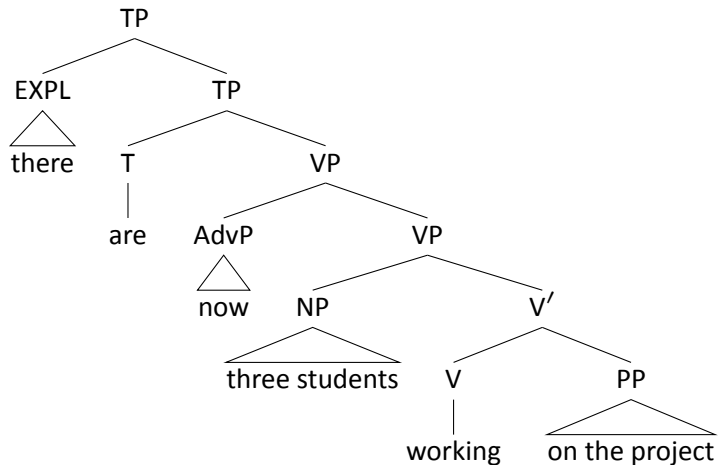 TP
EXPL TP
there T VP
are AdvP VP
now NP V′
three students V PP
working on the project